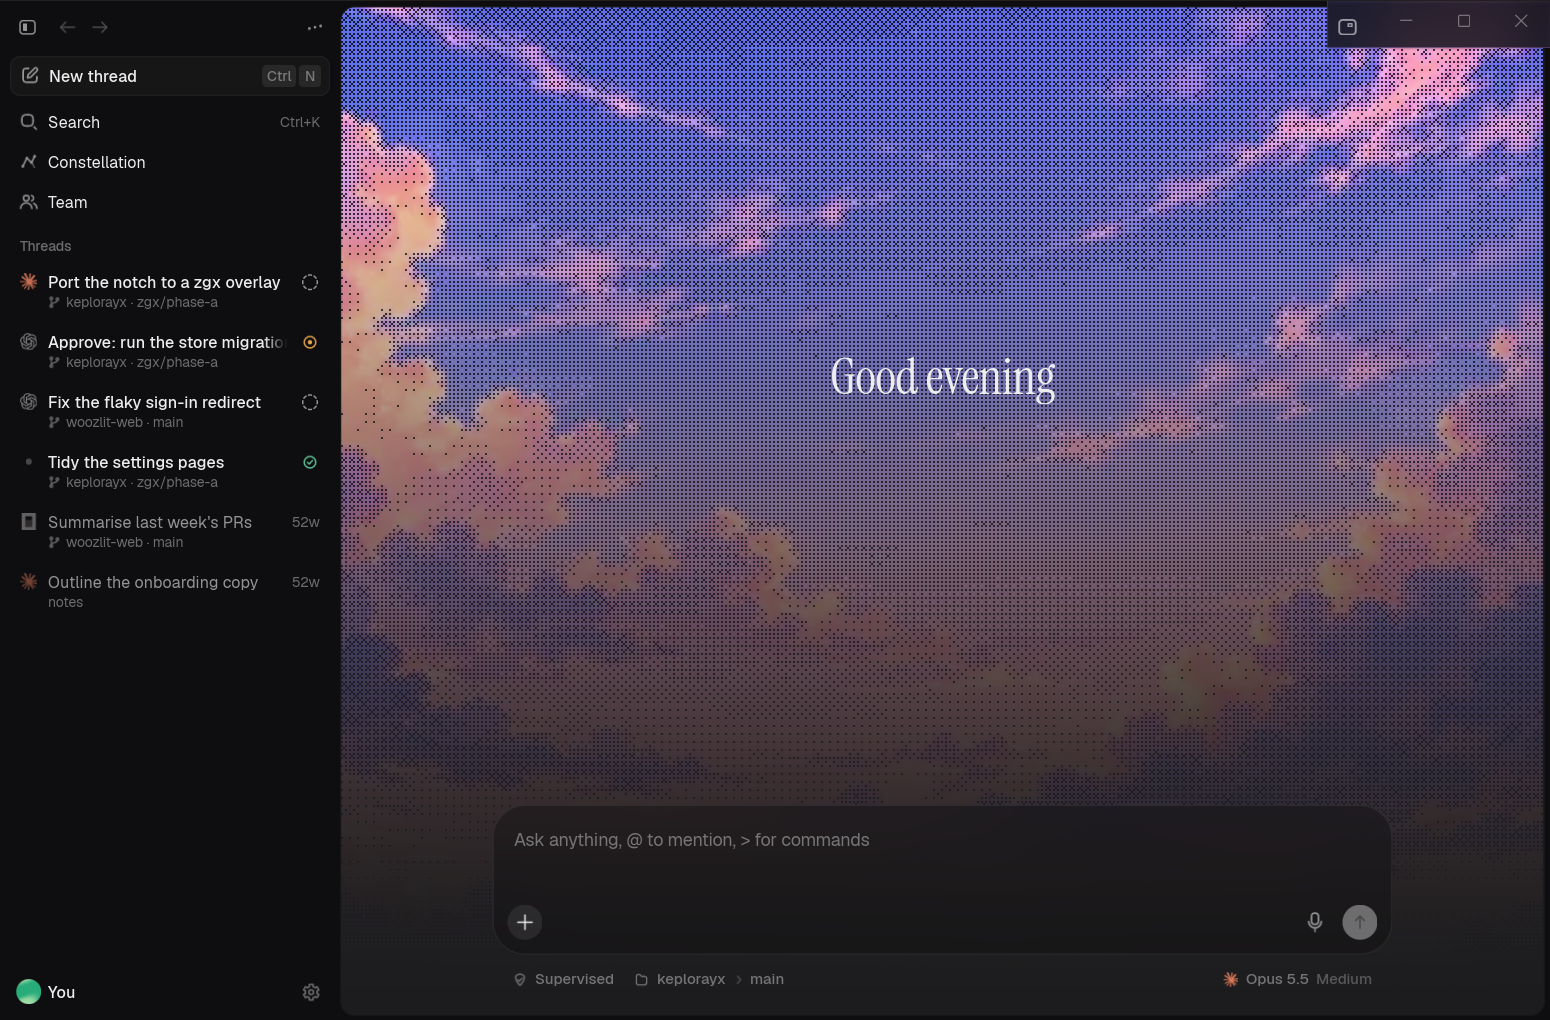 New thread Ctrl N
Search Ctrl+K
Constellation
Team
Threads
Port the notch to a zgx overlay
keplorayx · zgx/phase-a
Approve: run the store migratio
keplorayx · zgx/phase-a
Fix the flaky sign-in redirect
woozlit-web · main
Tidy the settings pages
keplorayx · zgx/phase-a
Summarise last week's PRs 52w
woozlit-web · main
Outline the onboarding copy 52w
notes
You
Good evening
Ask anything, @ to mention, > for commands
Supervised keplorayx > main Opus 5.5 Medium